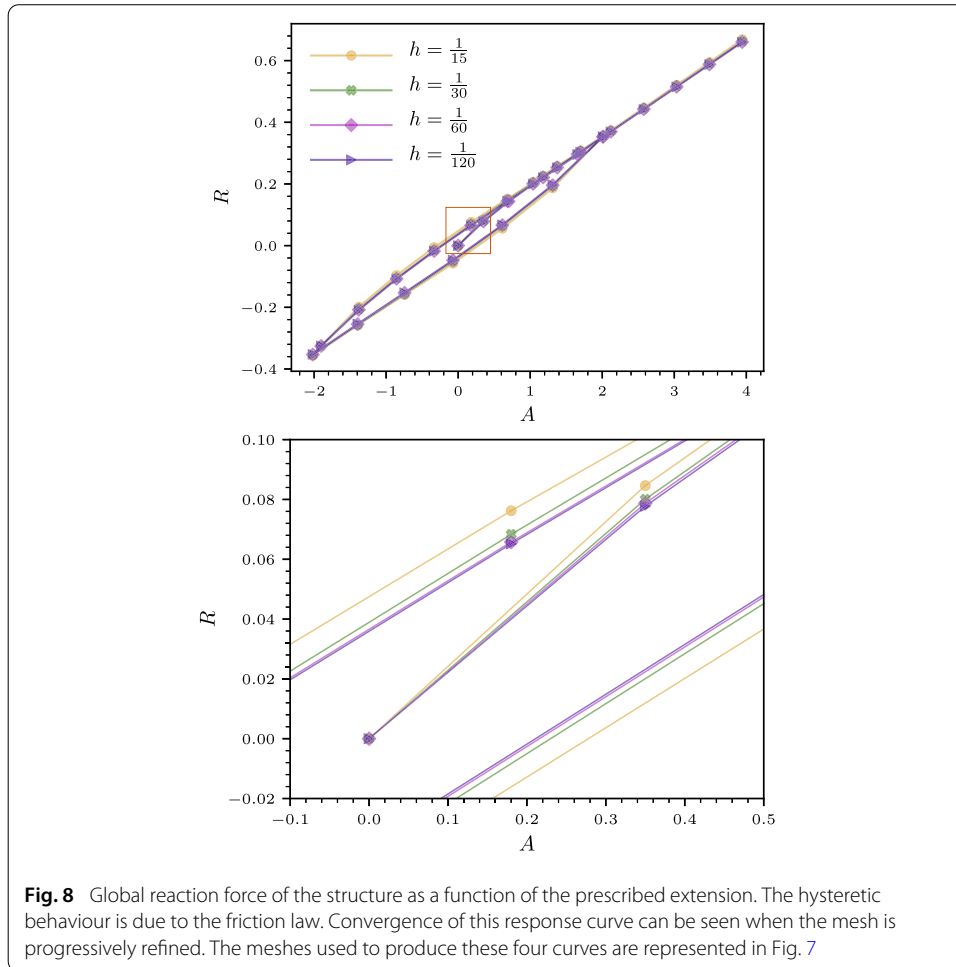 0.6
0.4
0.2
0.0
−0.2
−0.4
R
h = 1/15
h = 1/30
h = 1/60
h = 1/120
−2 −1 0 1 2 3 4
A
0.10
0.08
0.06
0.04
0.02
0.00
−0.02
R
−0.1 0.0 0.1 0.2 0.3 0.4 0.5
A
Fig. 8 Global reaction force of the structure as a function of the prescribed extension. The hysteretic
behaviour is due to the friction law. Convergence of this response curve can be seen when the mesh is
progressively refined. The meshes used to produce these four curves are represented in Fig. 7